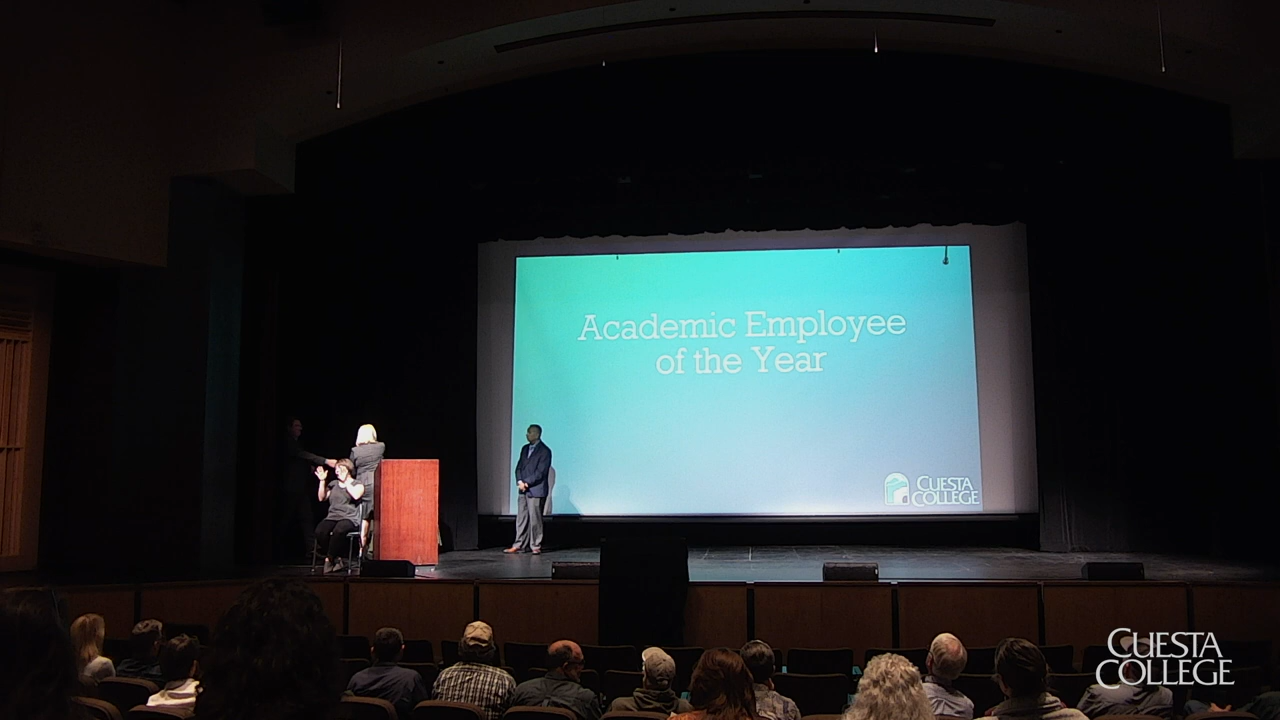 Academic Employee
of the Year
CUESTA
COLLEGE
CUESTA
COLLEGE